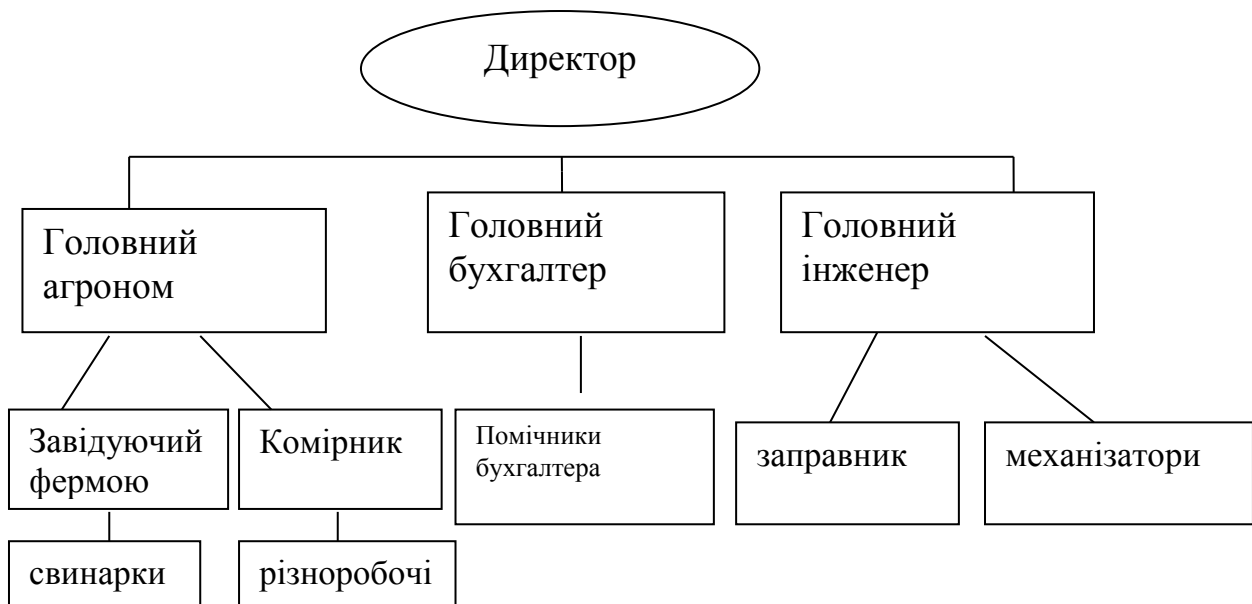 Директор
Головний
агроном
Головний
бухгалтер
Головний
інженер
Завідуючий
фермою
Комірник
Помічники
бухгалтера
заправник
механізатори
свинарки
різноробочі